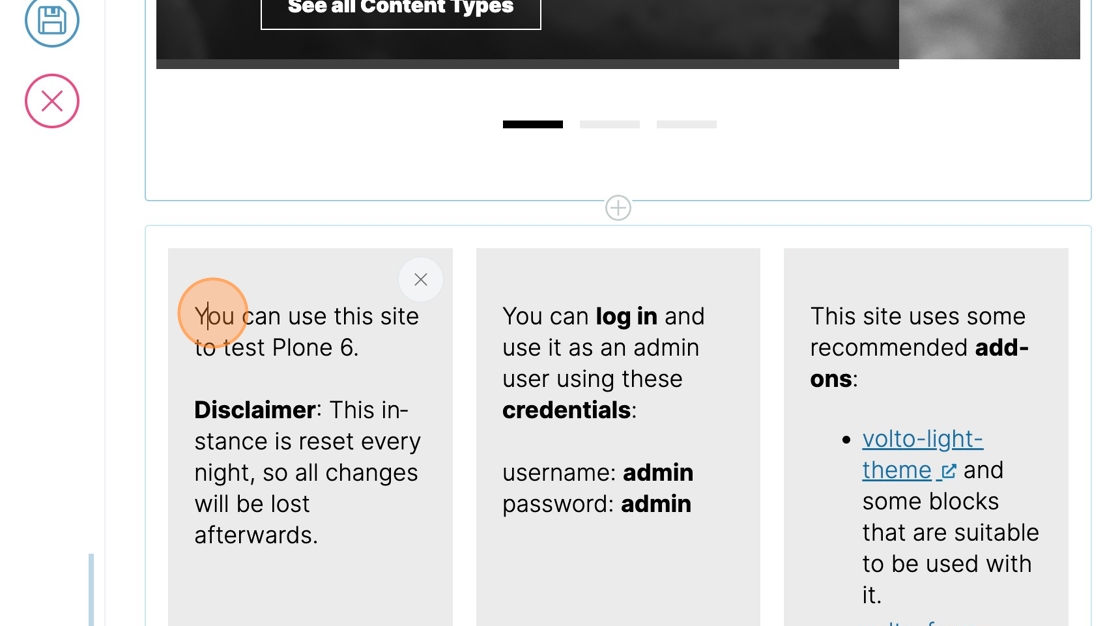 See all Content Types
You can use this site
to test Plone 6.
Disclaimer: This in-
stance is reset every
night, so all changes
will be lost
afterwards.
You can log in and
use it as an admin
user using these
credentials:
username: admin
password: admin
This site uses some
recommended add-
ons:
volto-light-
theme and
some blocks
that are suitable
to be used with
it.